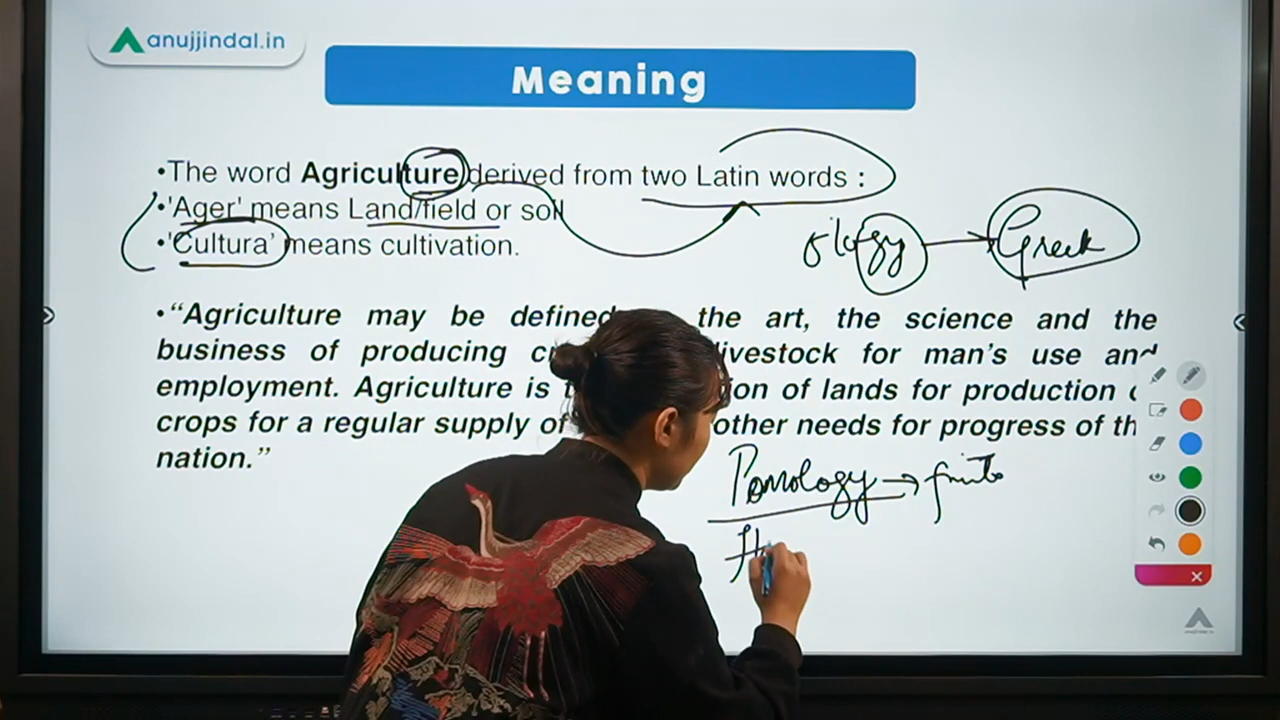 anujjindal.in
Meaning
•The word Agriculture derived from two Latin words :
•'Ager' means Land/field or soil
•'Cultura' means cultivation.
ology → Greek
•“Agriculture may be defined the art, the science and the
business of producing livestock for man's use and
employment. Agriculture is of lands for production
crops for a regular supply of other needs for progress of
nation.”
Pomology → fruits